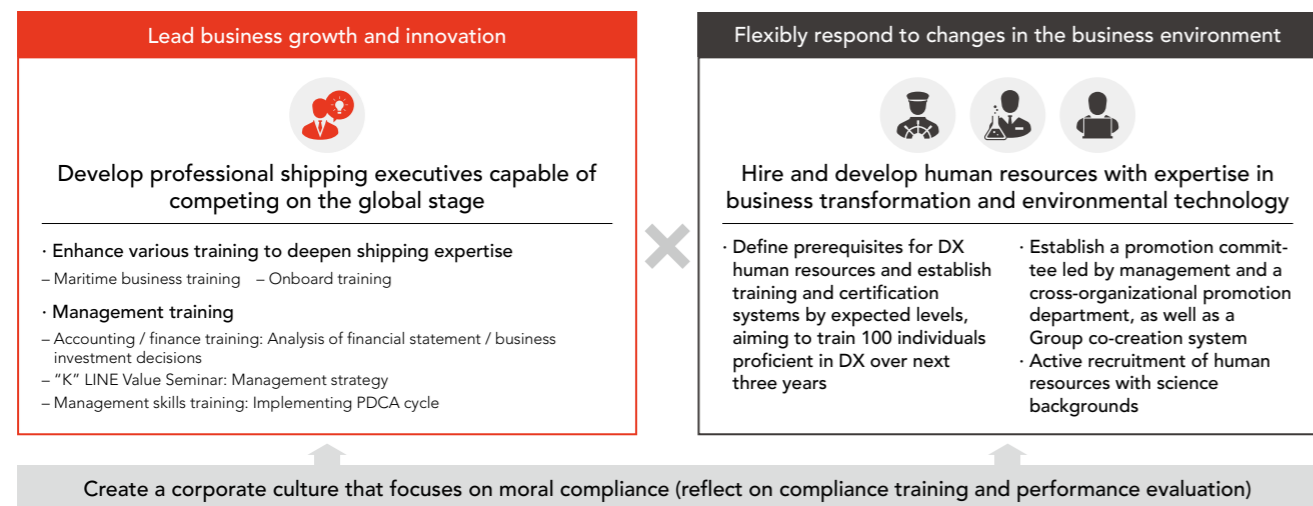 Lead business growth and innovation
Develop professional shipping executives capable of
competing on the global stage
· Enhance various training to deepen shipping expertise
– Maritime business training – Onboard training
· Management training
– Accounting / finance training: Analysis of financial statement / business
investment decisions
– “K” LINE Value Seminar: Management strategy
– Management skills training: Implementing PDCA cycle
Flexibly respond to changes in the business environment
Hire and develop human resources with expertise in
business transformation and environmental technology
· Define prerequisites for DX
human resources and establish
training and certification
systems by expected levels,
aiming to train 100 individuals
proficient in DX over next
three years
· Establish a promotion commit-
tee led by management and a
cross-organizational promotion
department, as well as a
Group co-creation system
· Active recruitment of human
resources with science
backgrounds
Create a corporate culture that focuses on moral compliance (reflect on compliance training and performance evaluation)